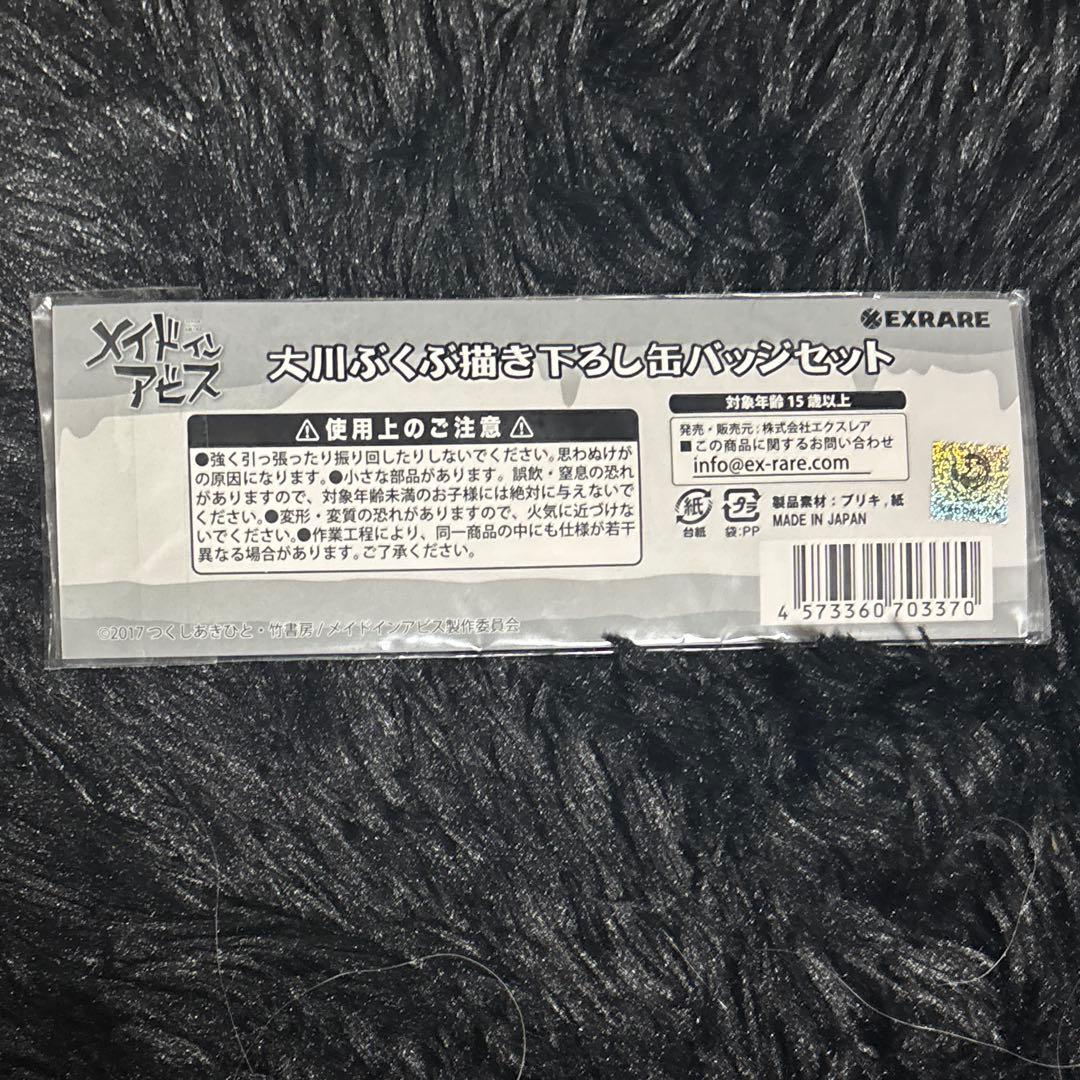 メイドイン
アビス
EXRARE
大川ぶくぶ描き下ろし缶バッジセット
⚠使用上のご注意⚠
●強く引っ張ったり振り回したりしないでください。思わぬけが
の原因になります。●小さな部品があります。誤飲・窒息の恐れ
がありますので、対象年齢未満のお子様には絶対に与えないで
ください。●変形・変質の恐れがありますので、火気に近づけな
いでください。●作業工程により、同一商品の中にも仕様が若干
異なる場合があります。ご了承ください。
対象年齢15歳以上
発売・販売元:株式会社エクスレア
■この商品に関するお問い合わせ
info@ex-rare.com
紙
台紙
プラ
袋:PP
製品素材:ブリキ,紙
MADE IN JAPAN
4 573360 703370
©2017 つくしあきひと・竹書房/メイドインアビス製作委員会